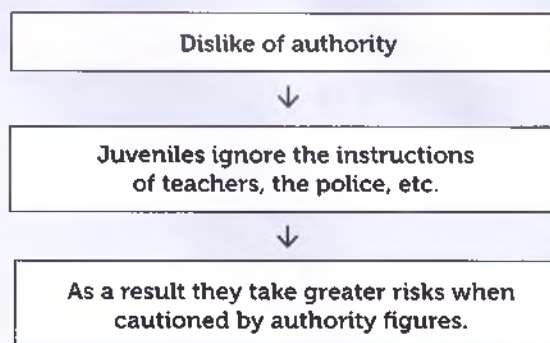 Dislike of authority
↓
Juveniles ignore the instructions
of teachers, the police, etc.
↓
As a result they take greater risks when
cautioned by authority figures.